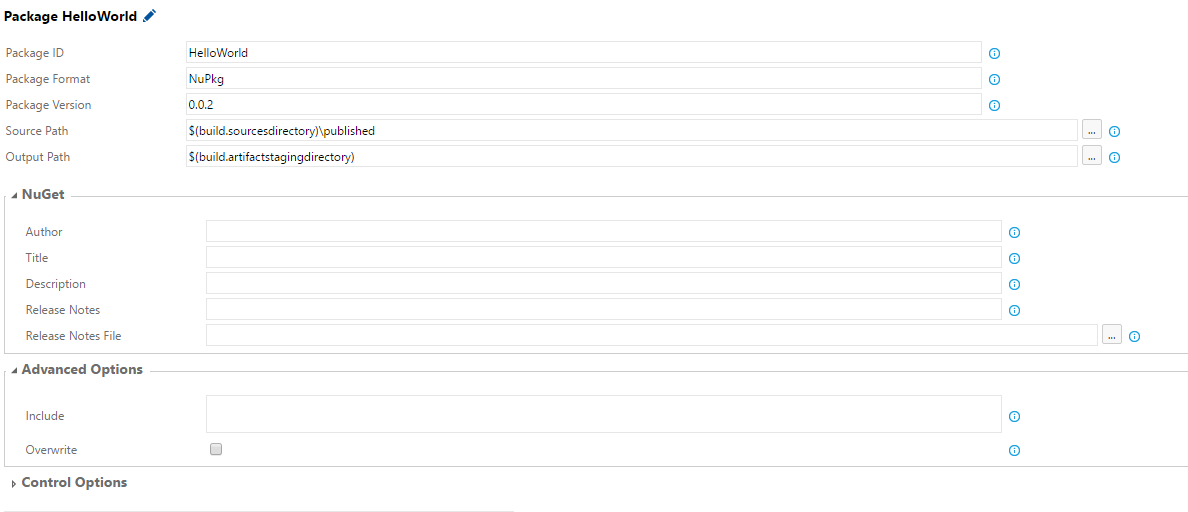 Package HelloWorld
Package ID HelloWorld
Package Format NuPkg
Package Version 0.0.2
Source Path $(build.sourcesdirectory)\published ...
Output Path $(build.artifactstagingdirectory) ...
NuGet
Author
Title
Description
Release Notes
Release Notes File ...
Advanced Options
Include
Overwrite
Control Options